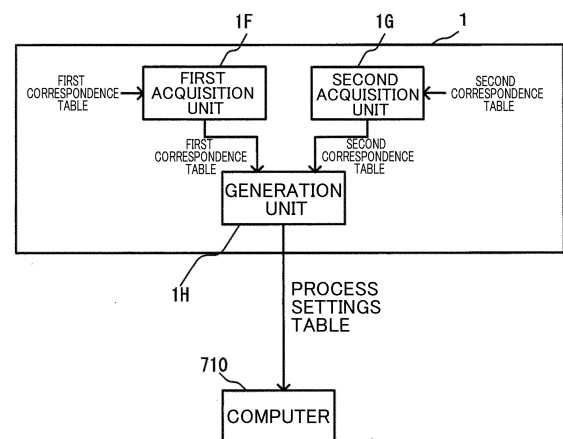 1F
1G
1
FIRST
CORRESPONDENCE
TABLE
FIRST
ACQUISITION
UNIT
SECOND
ACQUISITION
UNIT
SECOND
CORRESPONDENCE
TABLE
FIRST
CORRESPONDENCE
TABLE
SECOND
CORRESPONDENCE
TABLE
GENERATION
UNIT
1H
PROCESS
SETTINGS
TABLE
710
COMPUTER